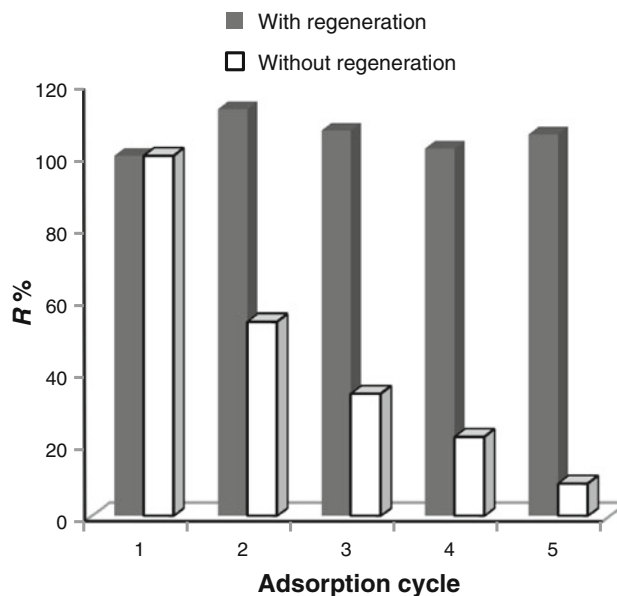 With regeneration
Without regeneration
120
100
80
60
40
20
0
R %
1 2 3 4 5
Adsorption cycle